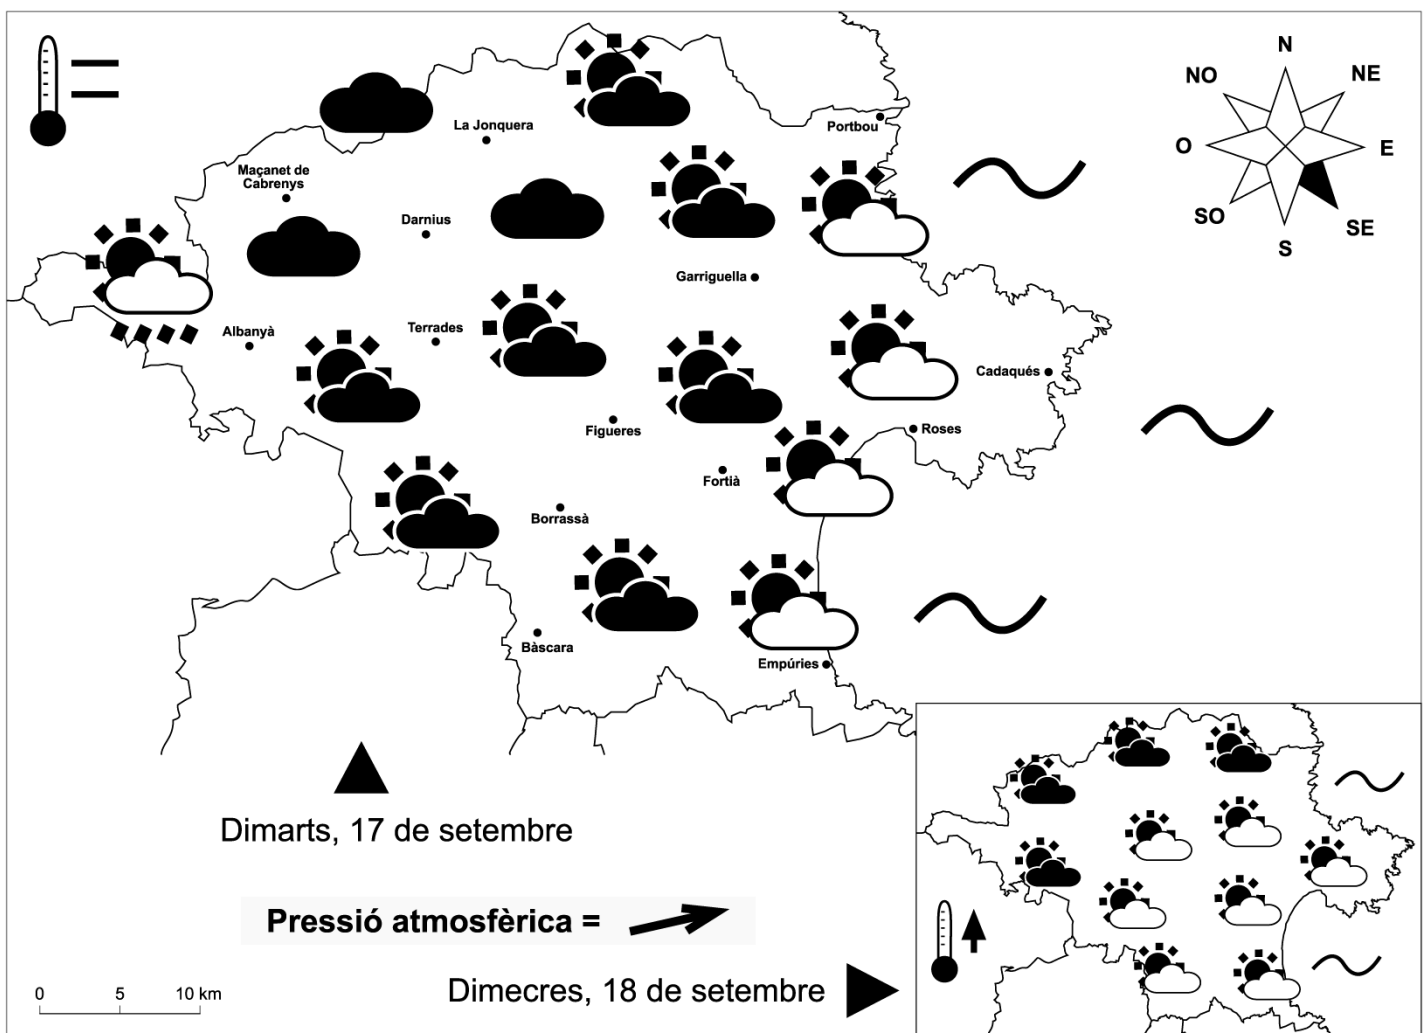 N
NO
NE
O
E
SO
SE
S
La Jonquera
Portbou
Maçanet de
Cabrenys
Darnius
Garriguella
Albanyà
Terrades
Cadaqués
Figueres
Roses
Fortià
Borrassà
Bàscara
Empúries
Dimarts, 17 de setembre
Pressió atmosfèrica =
Dimecres, 18 de setembre
0 5 10 km